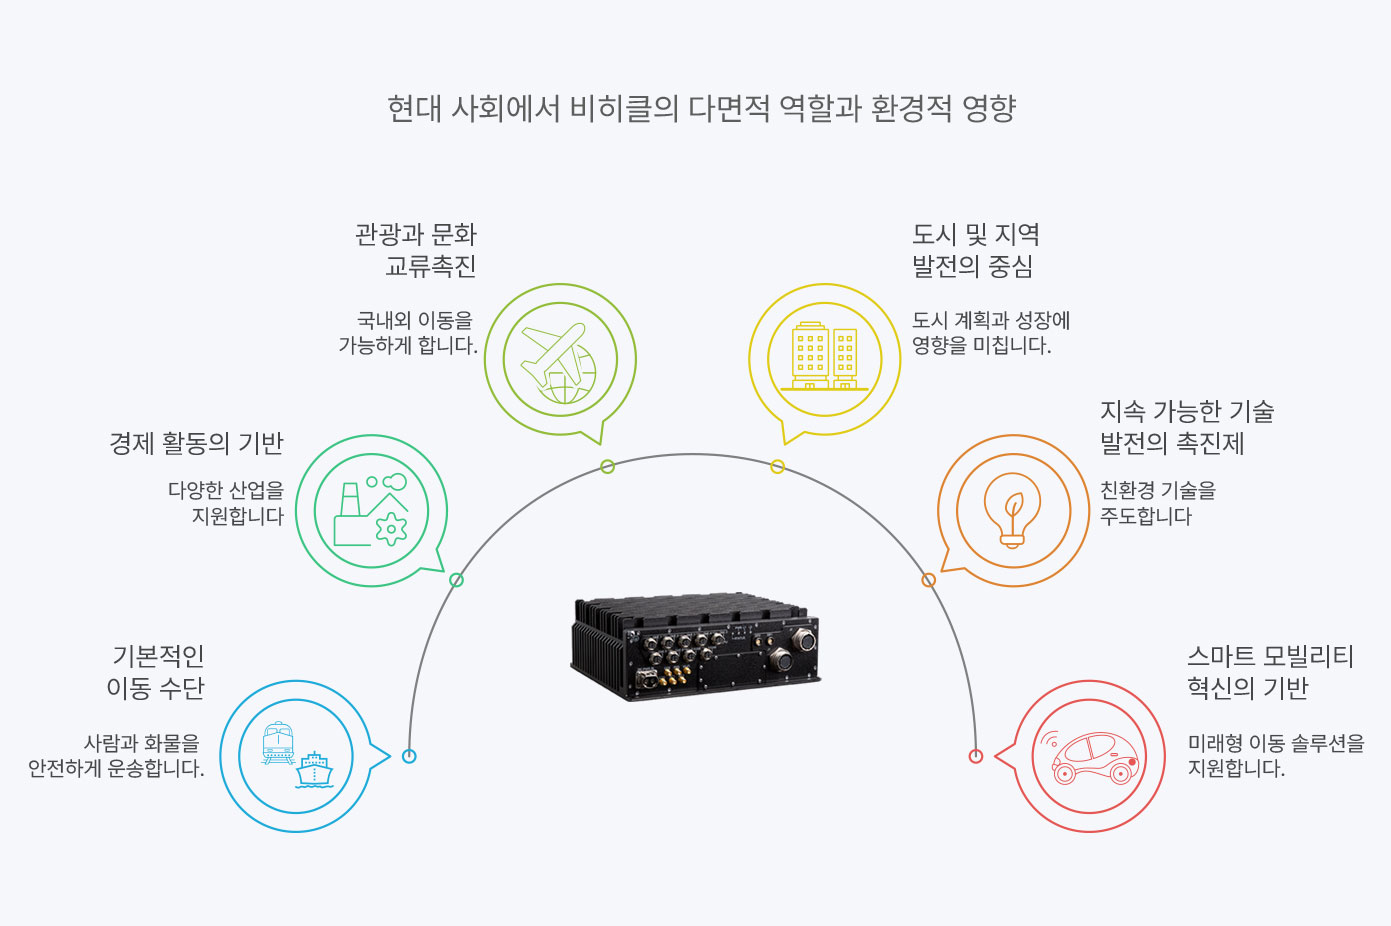 현대 사회에서 비히클의 다면적 역할과 환경적 영향
관광과 문화
교류촉진
국내외 이동을
가능하게 합니다.
도시 및 지역
발전의 중심
도시 계획과 성장에
영향을 미칩니다.
경제 활동의 기반
다양한 산업을
지원합니다
지속 가능한 기술
발전의 촉진제
친환경 기술을
주도합니다
기본적인
이동 수단
사람과 화물을
안전하게 운송합니다.
스마트 모빌리티
혁신의 기반
미래형 이동 솔루션을
지원합니다.